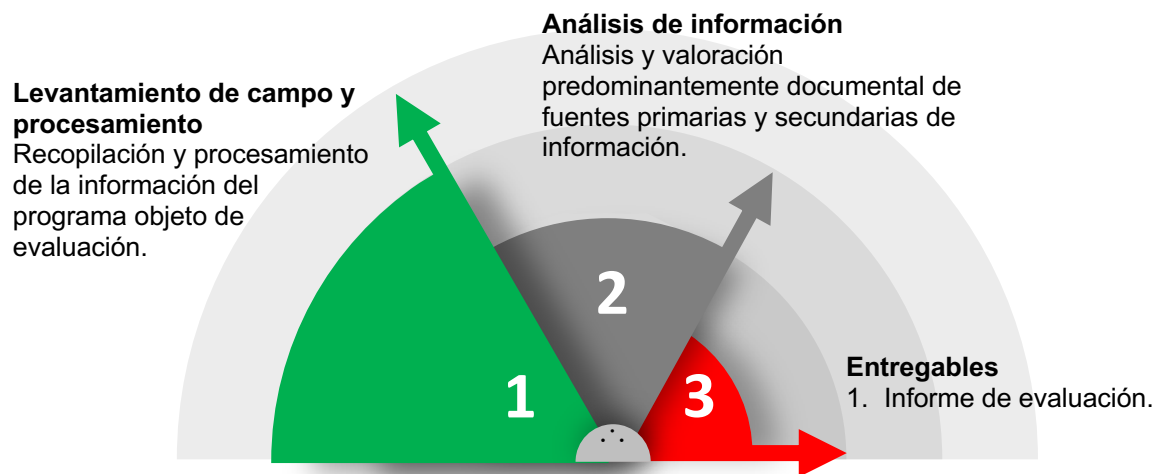 Levantamiento de campo y
procesamiento
Recopilación y procesamiento
de la información del
programa objeto de
evaluación.
1
Análisis de información
Análisis y valoración
predominantemente documental de
fuentes primarias y secundarias de
información.
2
Entregables
1. Informe de evaluación.
3